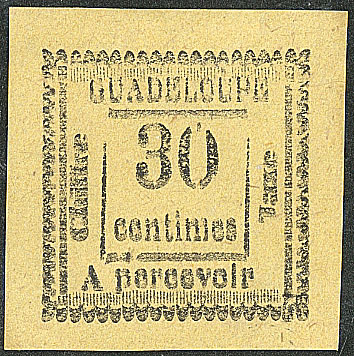 GUADELOUPE
Chiffre
30
centimes
Taxe
A percevoir